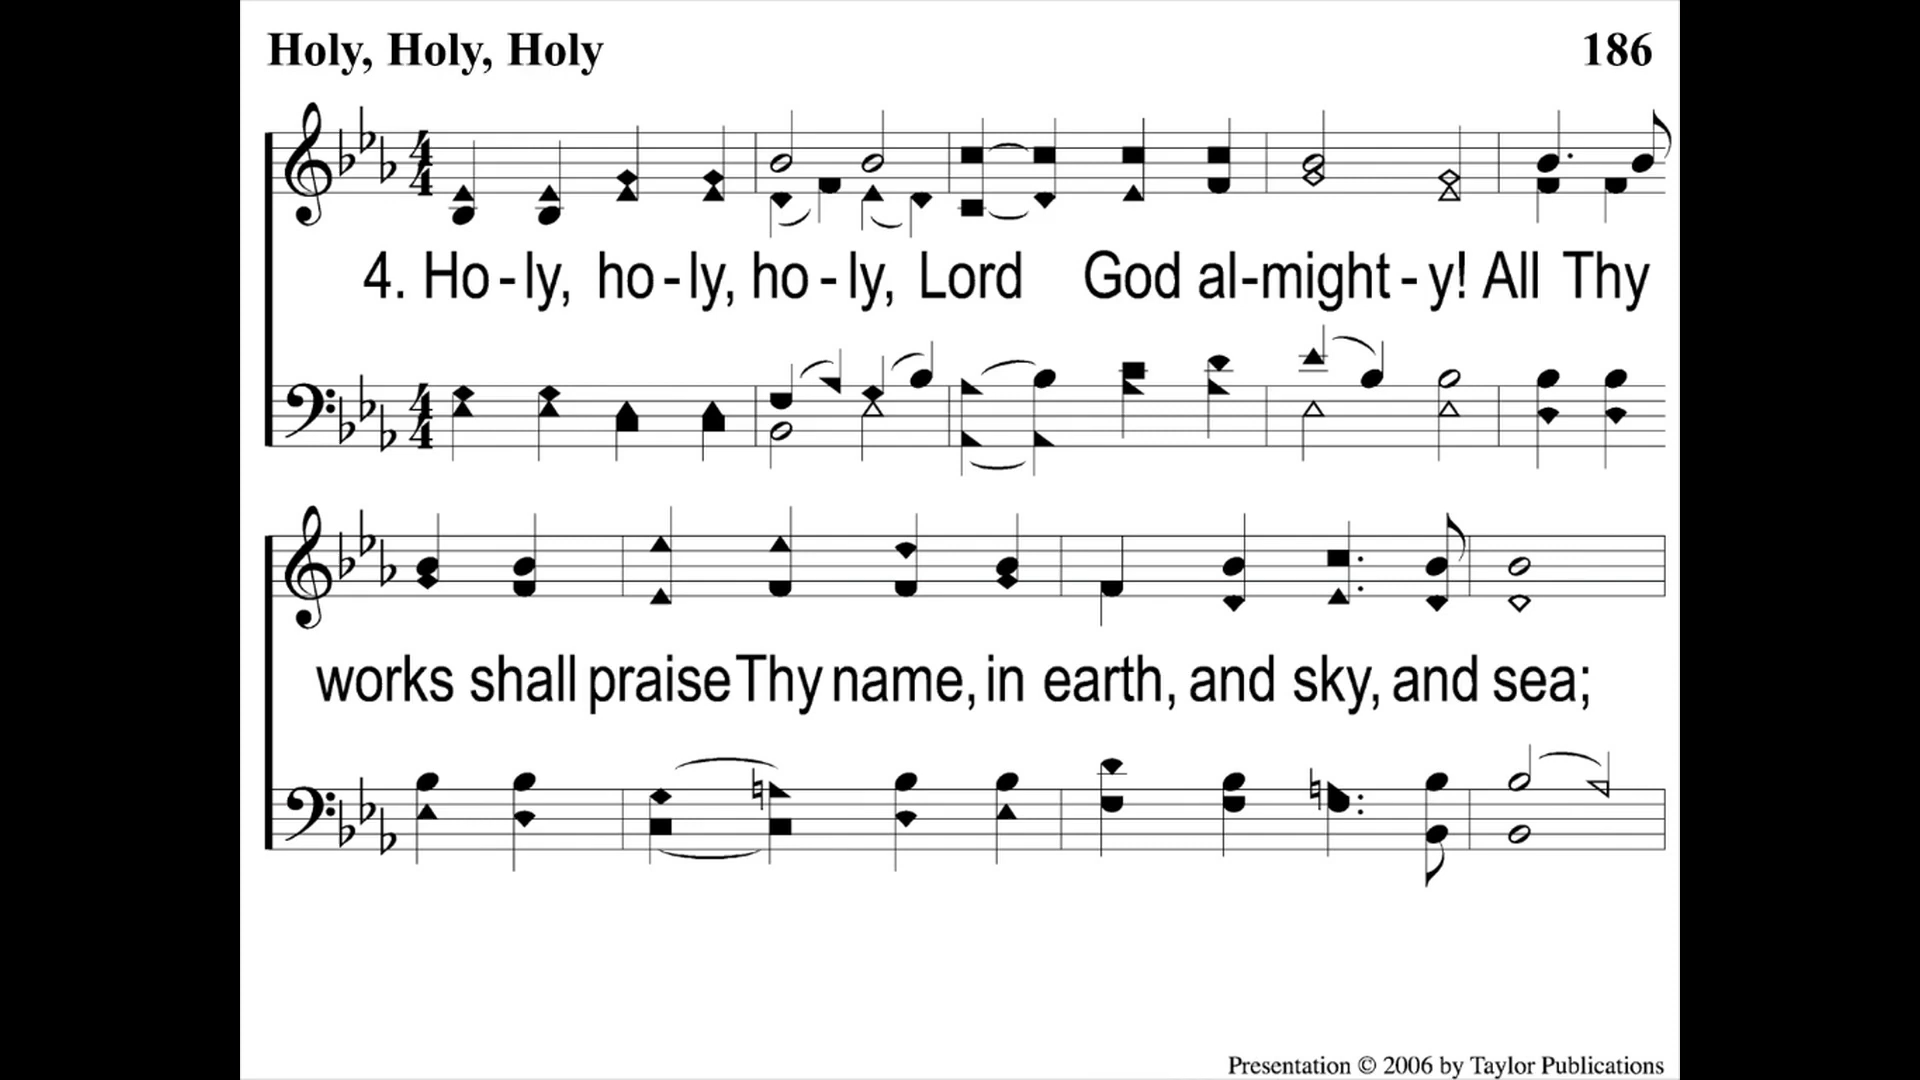 Holy, Holy, Holy 186
4. Ho - ly, ho - ly, ho - ly, Lord God al-might - y! All Thy
works shall praise Thy name, in earth, and sky, and sea;
Presentation © 2006 by Taylor Publications